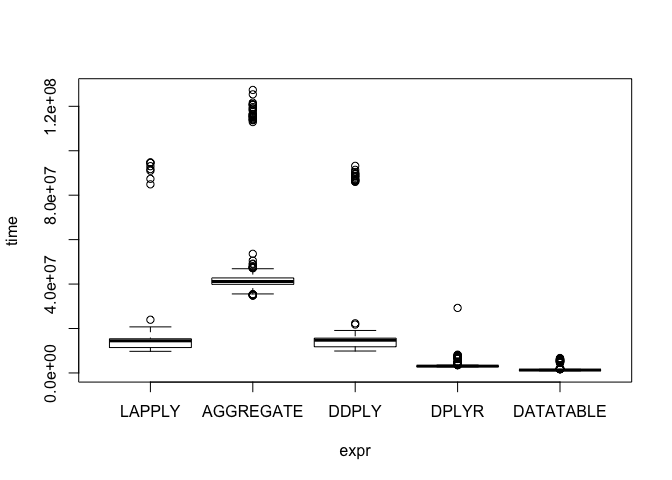 time
1.2e+08
8.0e+07
4.0e+07
0.0e+00
LAPPLY AGGREGATE DDPLY DPLYR DATATABLE
expr